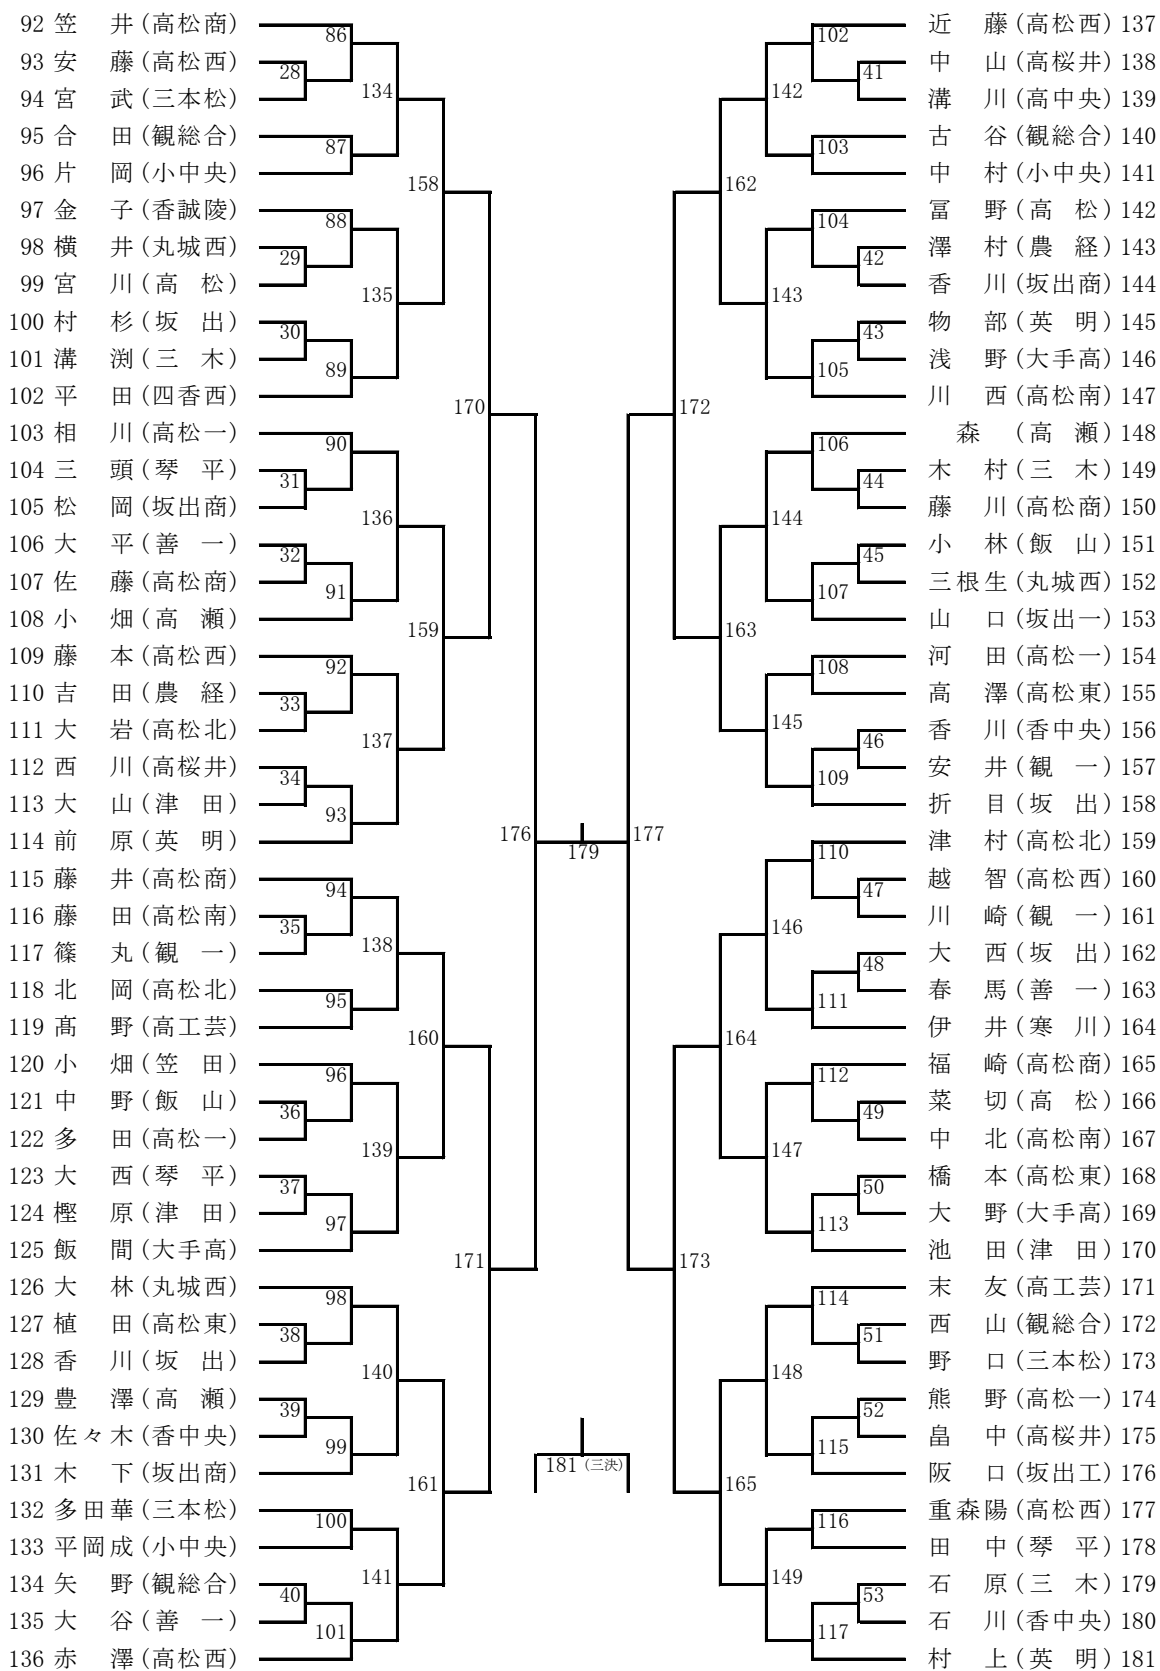 92 笠　井 (高松商)
93 安　藤 (高松西)
94 宮　武 (三本松)
95 合　田 (観総合)
96 片　岡 (小中央)
97 金　子 (香誠陵)
98 横　井 (丸城西)
99 宮　川 (高　松)
100 村　杉 (坂　出)
101 溝　渕 (三　木)
102 平　田 (四香西)
103 相　川 (高松一)
104 三　頭 (琴　平)
105 松　岡 (坂出商)
106 大　平 (善　一)
107 佐　藤 (高松商)
108 小　畑 (高　瀬)
109 藤　本 (高松西)
110 吉　田 (農　経)
111 大　岩 (高松北)
112 西　川 (高桜井)
113 大　山 (津　田)
114 前　原 (英　明)
115 藤　井 (高松商)
116 藤　田 (高松南)
117 篠　丸 (観　一)
118 北　岡 (高松北)
119 髙　野 (高工芸)
120 小　畑 (笠　田)
121 中　野 (飯　山)
122 多　田 (高松一)
123 大　西 (琴　平)
124 樫　原 (津　田)
125 飯　間 (大手高)
126 大　林 (丸城西)
127 植　田 (高松東)
128 香　川 (坂　出)
129 豊　澤 (高　瀬)
130 佐々木 (香中央)
131 木　下 (坂出商)
132 多田華 (三本松)
133 平岡成 (小中央)
134 矢　野 (観総合)
135 大　谷 (善　一)
136 赤　澤 (高松西)
86
28
87
88
29
30
89
90
31
32
91
92
33
34
93
94
35
95
96
36
37
97
98
38
39
99
100
40
101
134
135
136
137
138
139
140
141
158
159
160
161
170
171
176
179
177
181 (三決)
172
173
162
163
164
165
142
143
144
145
146
147
148
149
102
41
103
104
42
43
105
106
44
45
107
108
46
109
110
47
48
111
112
49
50
113
114
51
52
115
116
53
117
近　藤 (高松西) 137
中　山 (高桜井) 138
溝　川 (高中央) 139
古　谷 (観総合) 140
中　村 (小中央) 141
冨　野 (高　松) 142
澤　村 (農　経) 143
香　川 (坂出商) 144
物　部 (英　明) 145
浅　野 (大手高) 146
川　西 (高松南) 147
森　(高　瀬) 148
木　村 (三　木) 149
藤　川 (高松商) 150
小　林 (飯　山) 151
三根生 (丸城西) 152
山　口 (坂出一) 153
河　田 (高松一) 154
高　澤 (高松東) 155
香　川 (香中央) 156
安　井 (観　一) 157
折　目 (坂　出) 158
津　村 (高松北) 159
越　智 (高松西) 160
川　崎 (観　一) 161
大　西 (坂　出) 162
春　馬 (善　一) 163
伊　井 (寒　川) 164
福　崎 (高松商) 165
菜　切 (高　松) 166
中　北 (高松南) 167
橋　本 (高松東) 168
大　野 (大手高) 169
池　田 (津　田) 170
末　友 (高工芸) 171
西　山 (観総合) 172
野　口 (三本松) 173
熊　野 (高松一) 174
畠　中 (高桜井) 175
阪　口 (坂出工) 176
重森陽 (高松西) 177
田　中 (琴　平) 178
石　原 (三　木) 179
石　川 (香中央) 180
村　上 (英　明) 181